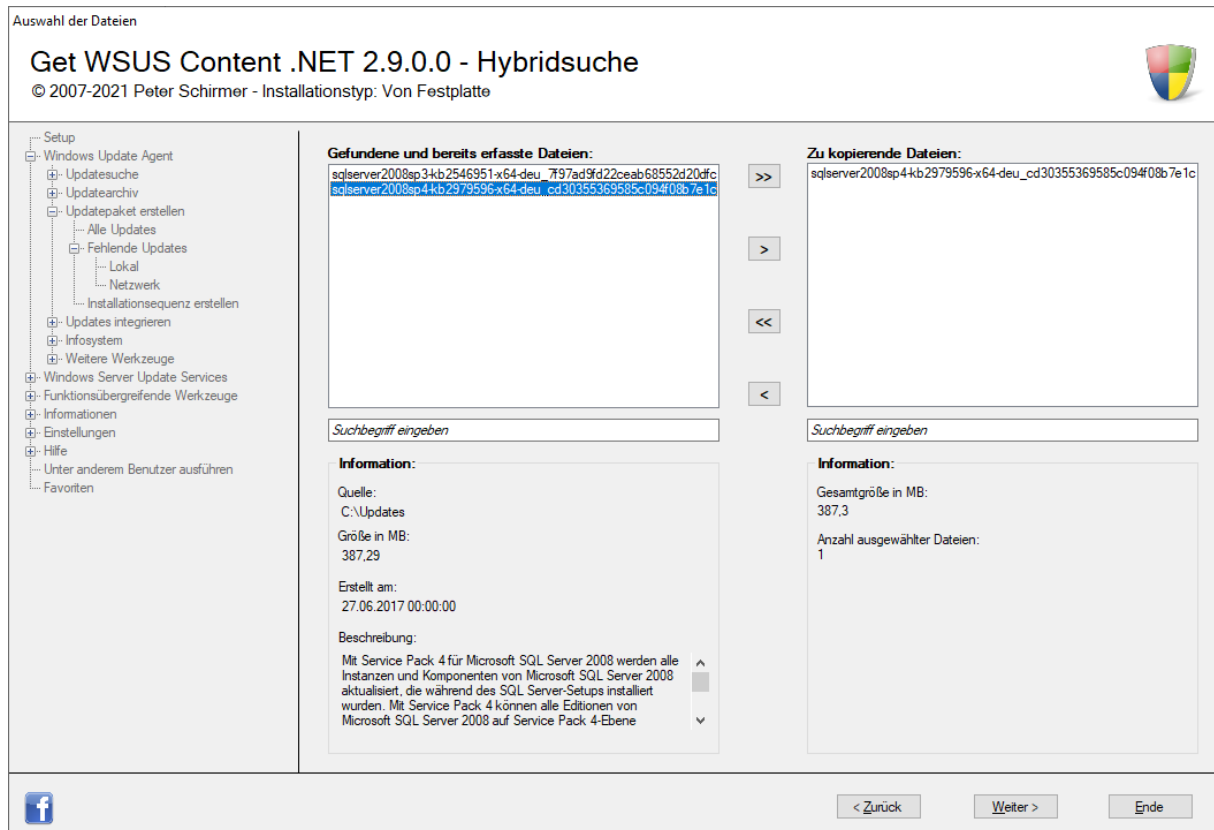 Auswahl der Dateien
Get WSUS Content .NET 2.9.0.0 - Hybridsuche
© 2007-2021 Peter Schirmer - Installationstyp: Von Festplatte
Setup
Windows Update Agent
Updatesuche
Updatearchiv
Updatepaket erstellen
Alle Updates
Fehlende Updates
Lokal
Netzwerk
Installationsequenz erstellen
Updates integrieren
Infosystem
Weitere Werkzeuge
Windows Server Update Services
Funktionsübergreifende Werkzeuge
Informationen
Einstellungen
Hilfe
Unter anderem Benutzer ausführen
Favoriten
Gefundene und bereits erfasste Dateien:
sqlserver2008sp3-kb2546951-x64-deu_7f97ad9fd22ceab68552d20dfc
sqlserver2008sp4-kb2979596-x64-deu_cd30355369585c094f08b7e1c
Suchbegriff eingeben
Information:
Quelle:
C:\Updates
Größe in MB:
387,29
Erstellt am:
27.06.2017 00:00:00
Beschreibung:
Mit Service Pack 4 für Microsoft SQL Server 2008 werden alle
Instanzen und Komponenten von Microsoft SQL Server 2008
aktualisiert, die während des SQL Server-Setups installiert
wurden. Mit Service Pack 4 können alle Editionen von
Microsoft SQL Server 2008 auf Service Pack 4-Ebene
>>
>
<<
<
Zu kopierende Dateien:
sqlserver2008sp4-kb2979596-x64-deu_cd30355369585c094f08b7e1c
Suchbegriff eingeben
Information:
Gesamtgröße in MB:
387,3
Anzahl ausgewählter Dateien:
1
< Zurück
Weiter >
Ende